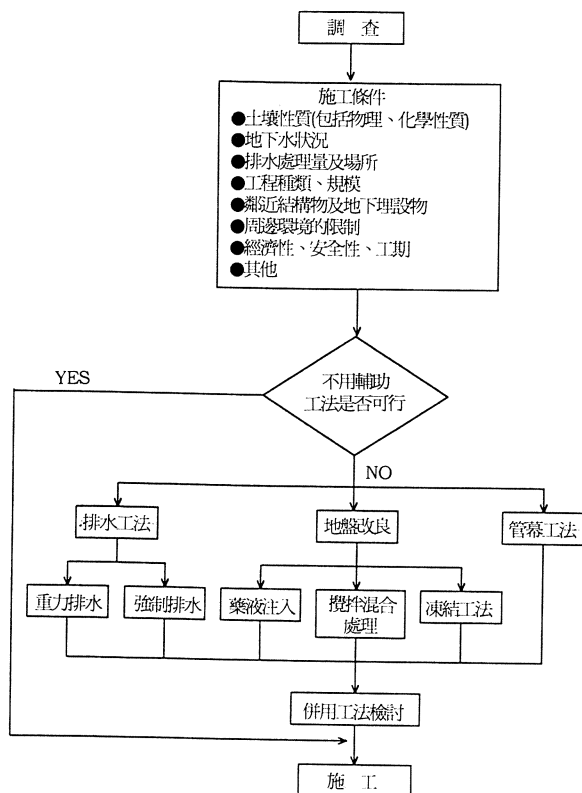 調 查
施工條件
●土壤性質(包括物理、化學性質)
●地下水狀況
●排水處理量及場所
●工程種類、規模
●鄰近結構物及地下埋設物
●周邊環境的限制
●經濟性、安全性、工期
●其他
YES
不用輔助
工法是否可行
NO
排水工法
地盤改良
管幕工法
重力排水
強制排水
藥液注入
攪拌混合
處理
凍結工法
併用工法檢討
施 工